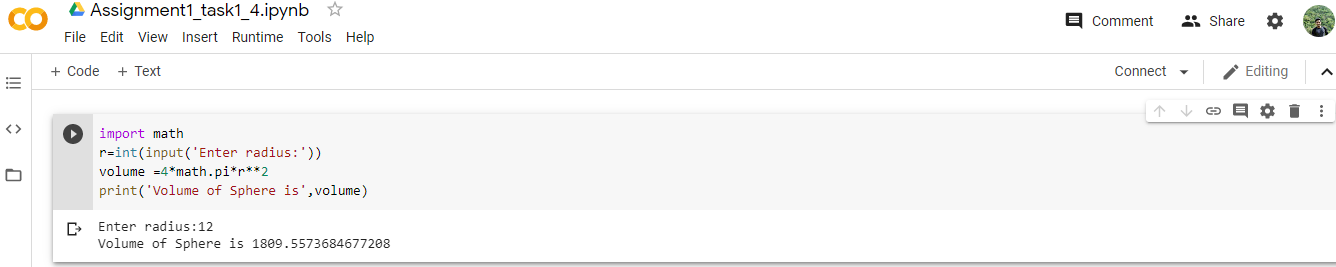 Assignment1_task1_4.ipynb
File Edit View Insert Runtime Tools Help
Comment Share
+ Code + Text
Connect Editing
import math
r=int(input('Enter radius:'))
volume =4*math.pi*r**2
print('Volume of Sphere is',volume)
Enter radius:12
Volume of Sphere is 1809.5573684677208